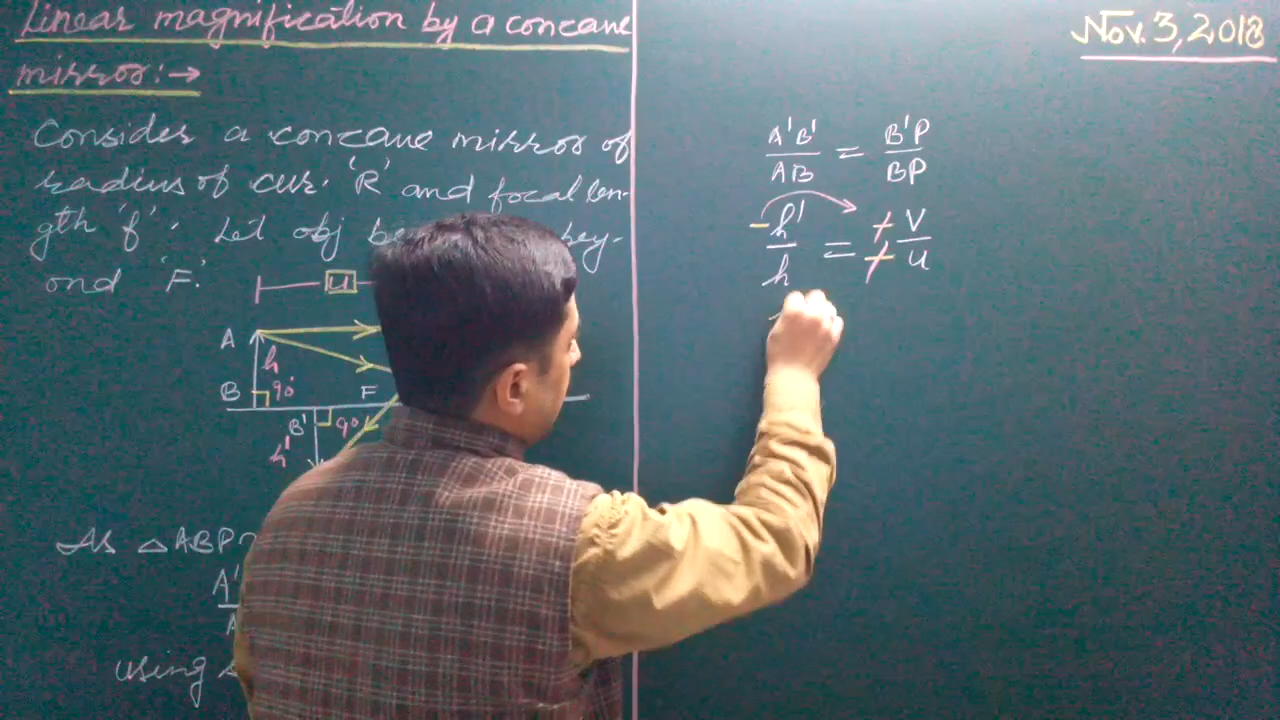 Linear magnification by a concave
mirror:→
Consider a concave mirror of
radius of cur. 'R' and focal len-
gth 'f'. Let obj be bey-
ond 'F'.
u
A
h
B 90° F
B' 90
h'
As △ABP~
A'
A
using s
Nov. 3, 2018
A'B' / AB = B'P / BP
-h' / h = -v / -u